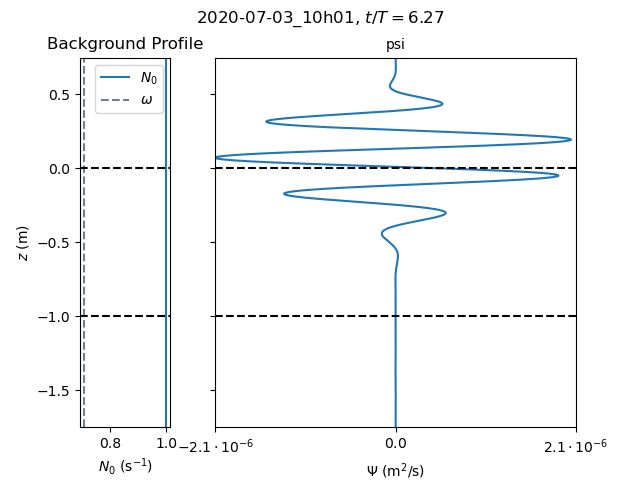 2020-07-03_10h01, t/T = 6.27
Background Profile
psi
N₀
ω
0.5
0.0
−0.5
−1.0
−1.5
z (m)
0.8
1.0
N₀ (s⁻¹)
−2.1 · 10⁻⁶
0.0
2.1 · 10⁻⁶
Ψ (m²/s)